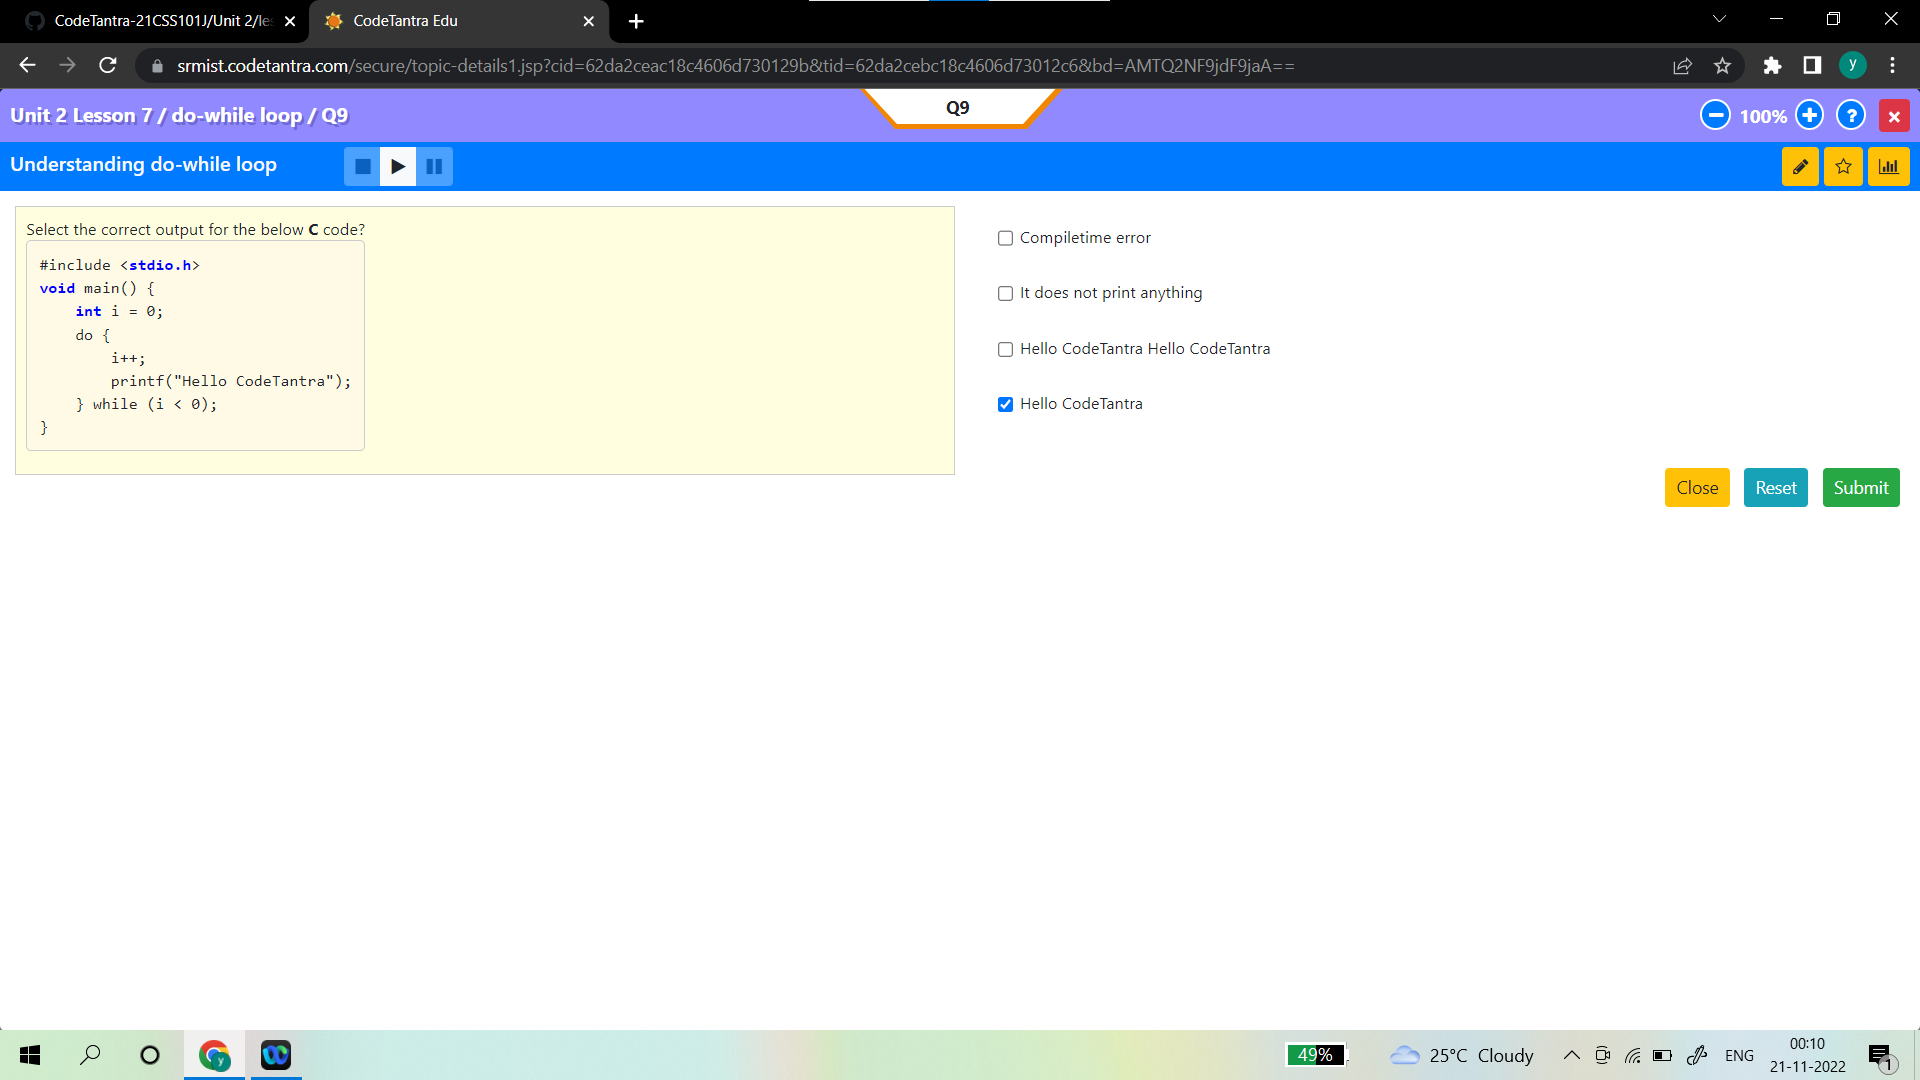 CodeTantra-21CSS101J/Unit 2/les
CodeTantra Edu
srmist.codetantra.com/secure/topic-details1.jsp?cid=62da2ceac18c4606d730129b&tid=62da2cebc18c4606d73012c6&bd=AMTQ2NF9jdF9jaA==
y
Unit 2 Lesson 7 / do-while loop / Q9
Q9
100%
?
Understanding do-while loop
Select the correct output for the below C code?
#include <stdio.h>
void main() {
int i = 0;
do {
i++;
printf("Hello CodeTantra");
} while (i < 0);
}
Compiletime error
It does not print anything
Hello CodeTantra Hello CodeTantra
Hello CodeTantra
Close
Reset
Submit
y
49%
25°C Cloudy
ENG
00:10
21-11-2022
1